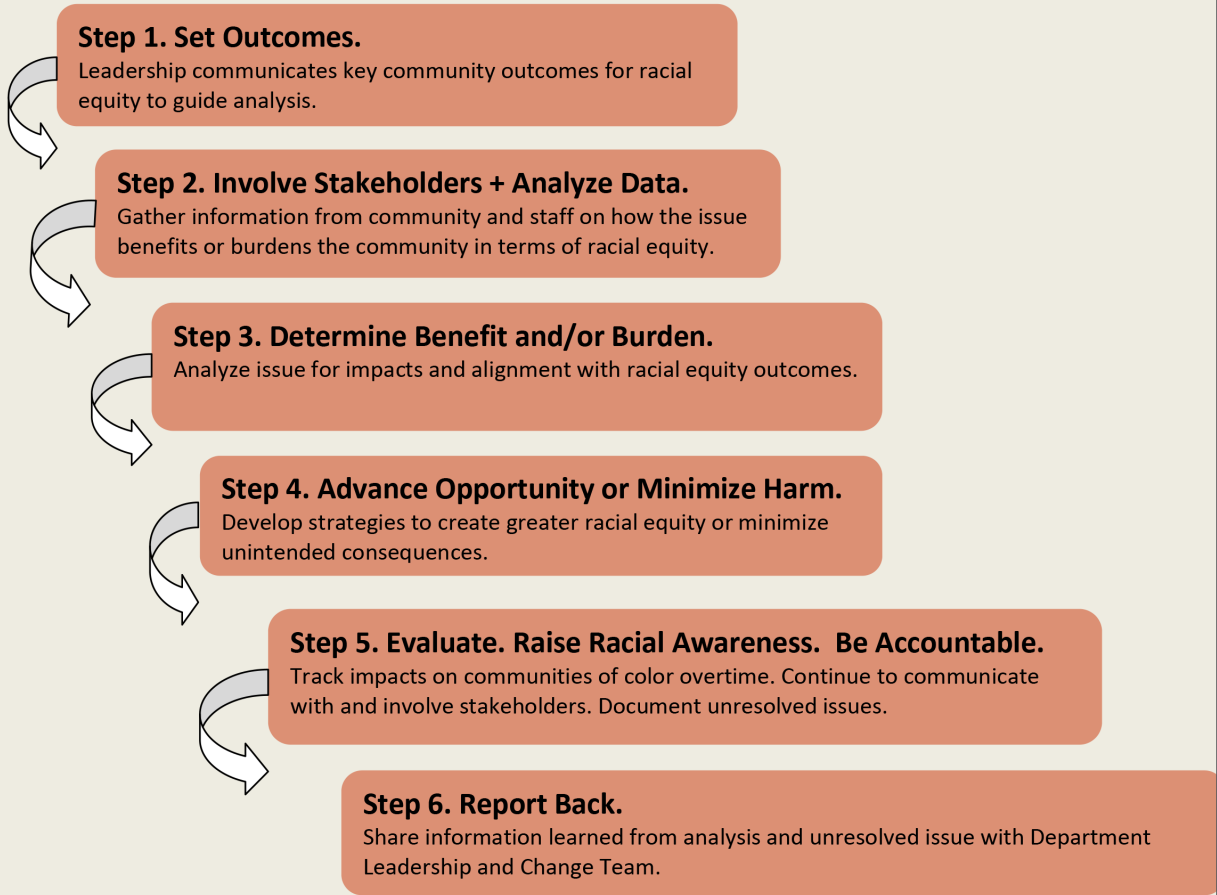 Step 1. Set Outcomes.
Leadership communicates key community outcomes for racial
equity to guide analysis.
Step 2. Involve Stakeholders + Analyze Data.
Gather information from community and staff on how the issue
benefits or burdens the community in terms of racial equity.
Step 3. Determine Benefit and/or Burden.
Analyze issue for impacts and alignment with racial equity outcomes.
Step 4. Advance Opportunity or Minimize Harm.
Develop strategies to create greater racial equity or minimize
unintended consequences.
Step 5. Evaluate. Raise Racial Awareness.  Be Accountable.
Track impacts on communities of color overtime. Continue to communicate
with and involve stakeholders. Document unresolved issues.
Step 6. Report Back.
Share information learned from analysis and unresolved issue with Department
Leadership and Change Team.